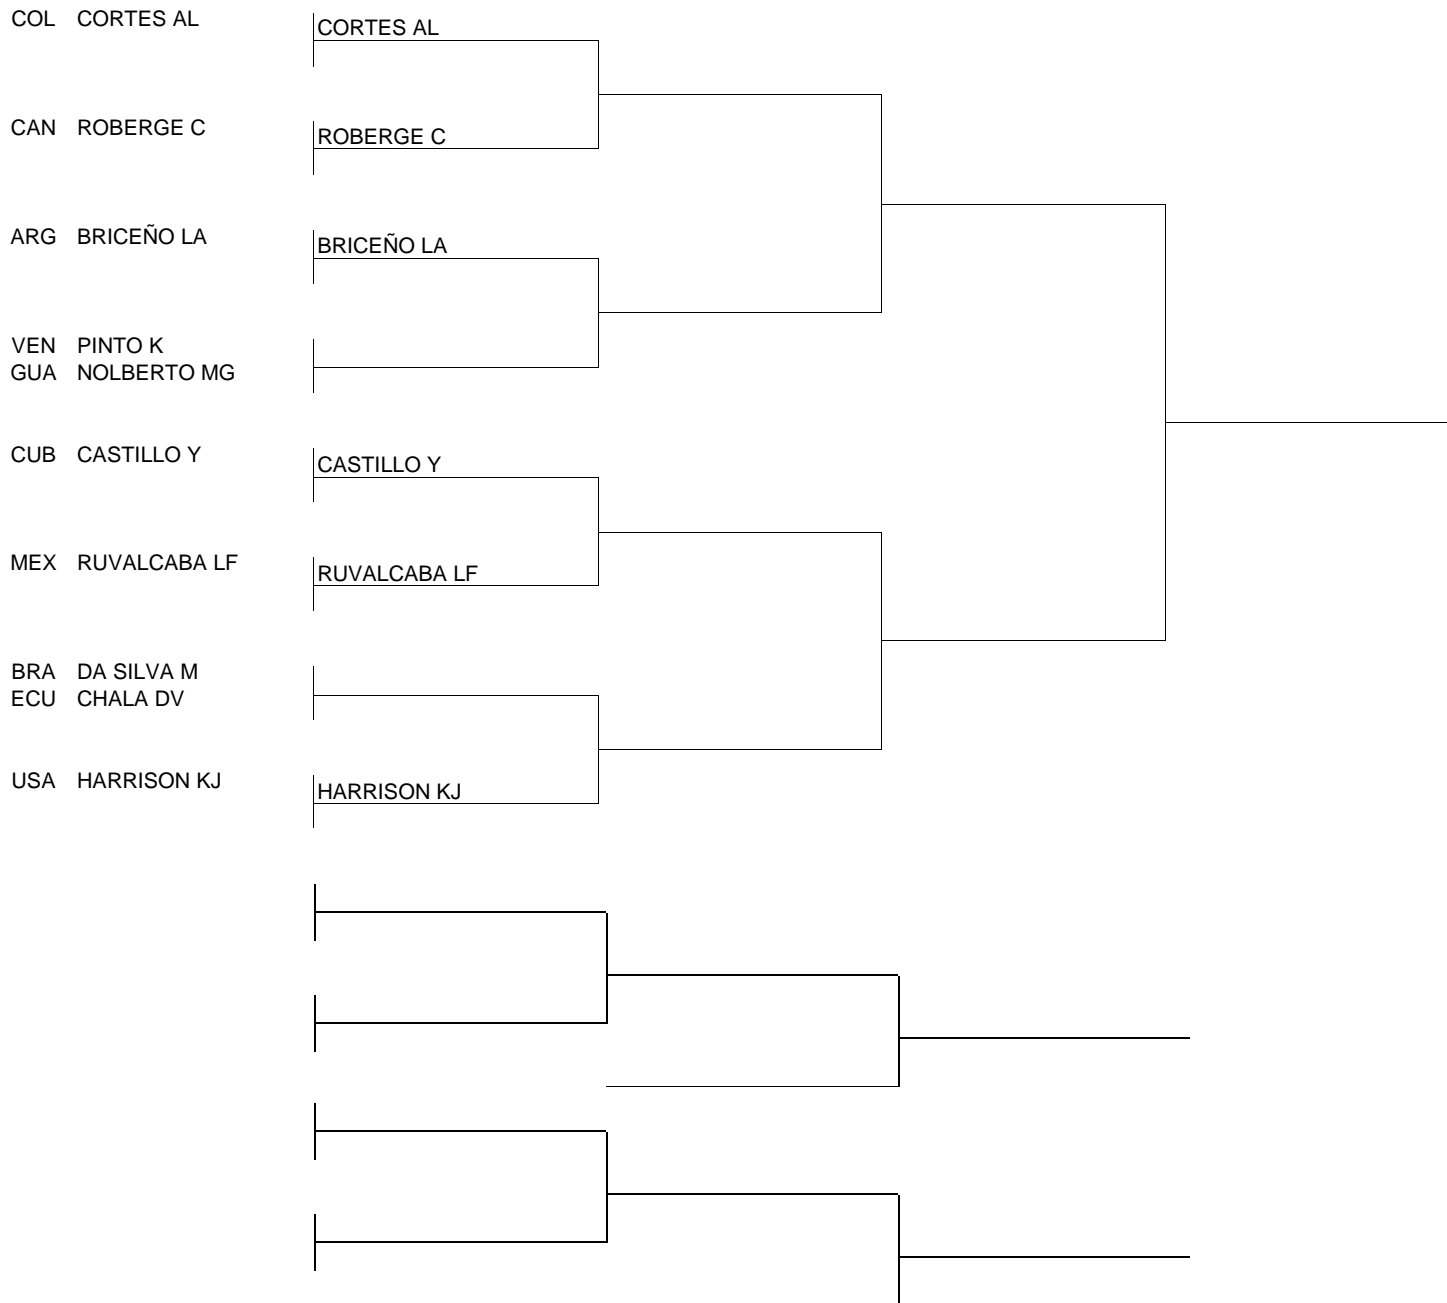 COL CORTES AL
CORTES AL
CAN ROBERGE C
ROBERGE C
ARG BRICEÑO LA
BRICEÑO LA
VEN PINTO K
GUA NOLBERTO MG
CUB CASTILLO Y
CASTILLO Y
MEX RUVALCABA LF
RUVALCABA LF
BRA DA SILVA M
ECU CHALA DV
USA HARRISON KJ
HARRISON KJ